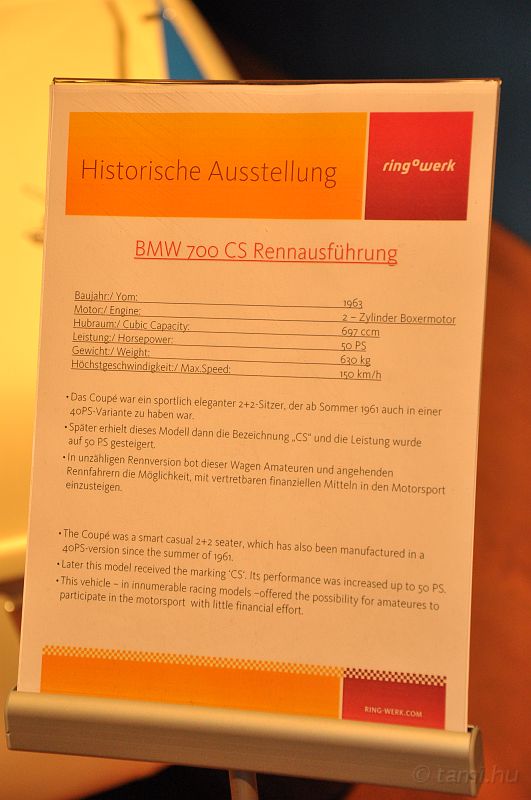 Historische Ausstellung
ring°werk
BMW 700 CS Rennausführung
Baujahr:/ Yom: 1963
Motor:/ Engine: 2 – Zylinder Boxermotor
Hubraum:/ Cubic Capacity: 697 ccm
Leistung:/ Horsepower: 50 PS
Gewicht:/ Weight: 630 kg
Höchstgeschwindigkeit:/ Max.Speed: 150 km/h
• Das Coupé war ein sportlich eleganter 2+2-Sitzer, der ab Sommer 1961 auch in einer
40PS-Variante zu haben war.
• Später erhielt dieses Modell dann die Bezeichnung „CS“ und die Leistung wurde
auf 50 PS gesteigert.
• In unzähligen Rennversion bot dieser Wagen Amateuren und angehenden
Rennfahrern die Möglichkeit, mit vertretbaren finanziellen Mitteln in den Motorsport
einzusteigen.
• The Coupé was a smart casual 2+2 seater, which has also been manufactured in a
40PS-version since the summer of 1961.
• Later this model received the marking 'CS'. Its performance was increased up to 50 PS.
• This vehicle – in innumerable racing models –offered the possibility for amateures to
participate in the motorsport with little financial effort.
RING-WERK.COM
© tamsi.hu